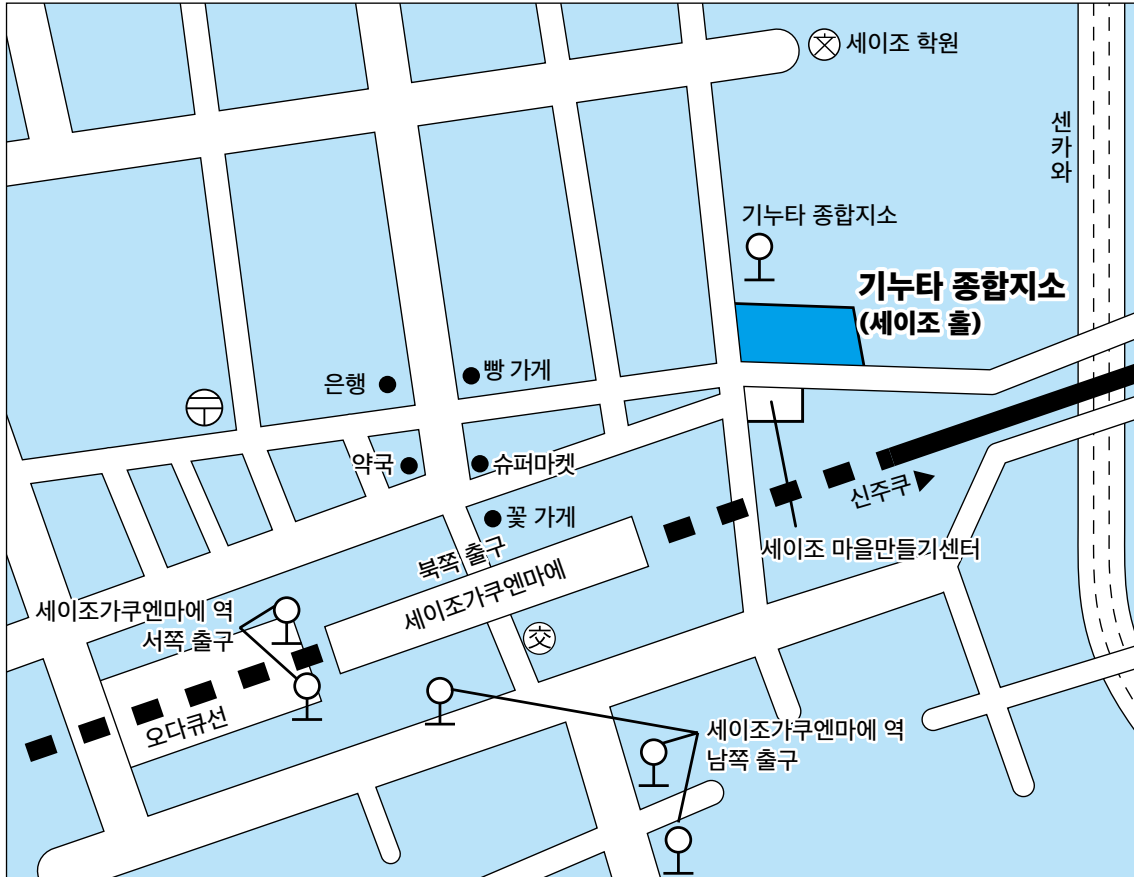 文 세이조 학원
센카와
기누타 종합지소
기누타 종합지소
(세이조 홀)
은행
빵 가게
약국
슈퍼마켓
꽃 가게
신주쿠
북쪽 출구
세이조가쿠엔마에
세이조 마을만들기센터
세이조가쿠엔마에 역
서쪽 출구
交
오다큐선
세이조가쿠엔마에 역
남쪽 출구